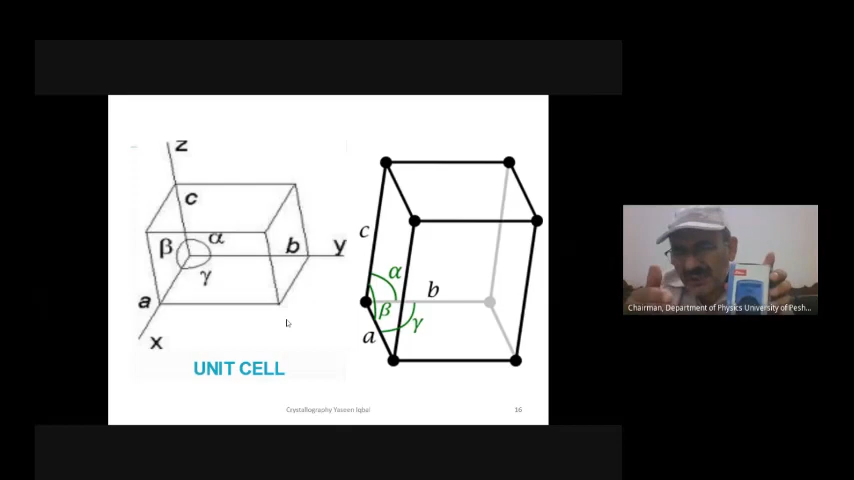 z
c
β α b y
γ
a
x
UNIT CELL
c
α
b
β
γ
a
Crystallography Yaseen Iqbal
16
Chairman, Department of Physics University of Pesh...